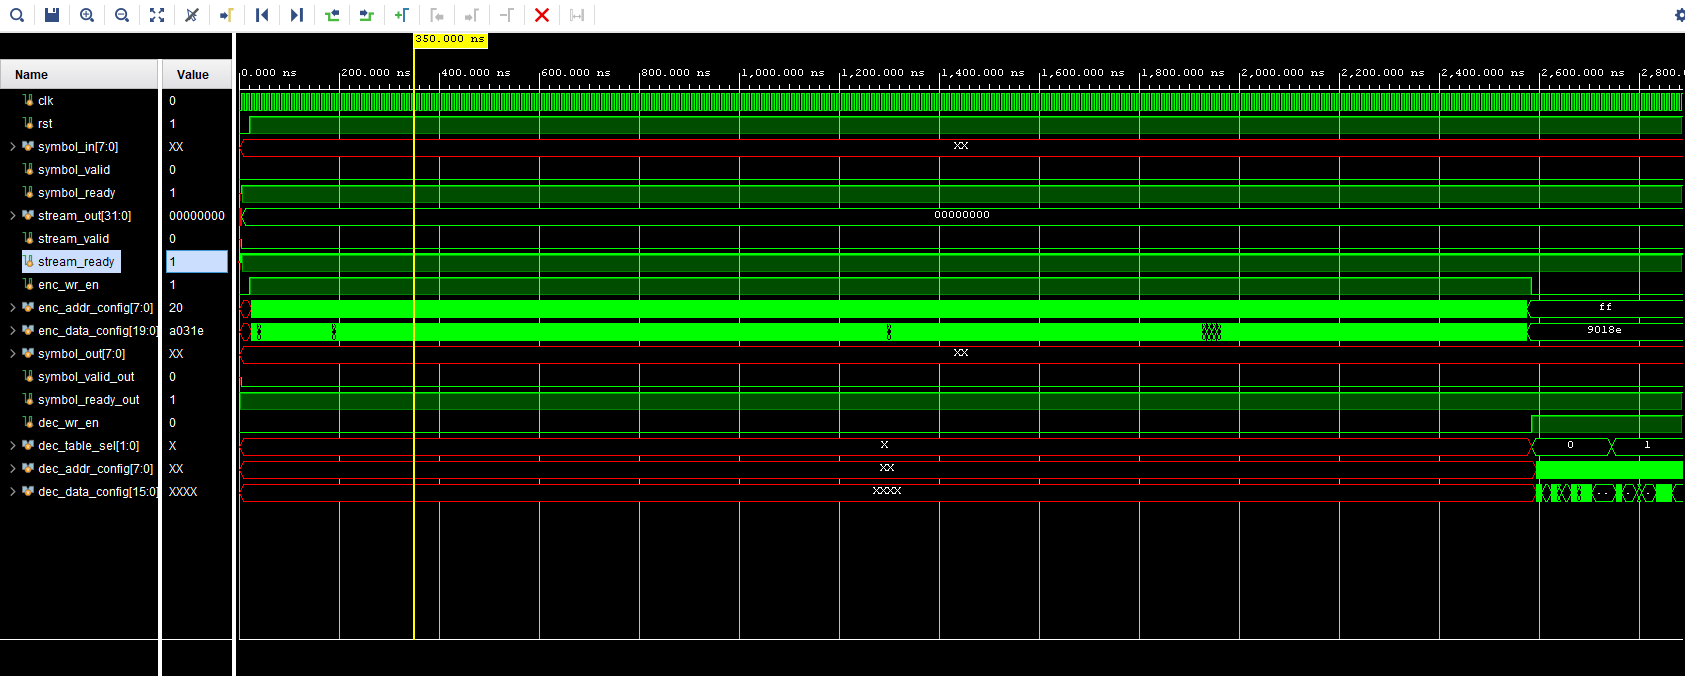 350.000 ns
Name Value
0.000 ns 200.000 ns 400.000 ns 600.000 ns 800.000 ns 1,000.000 ns 1,200.000 ns 1,400.000 ns 1,600.000 ns 1,800.000 ns 2,000.000 ns 2,200.000 ns 2,400.000 ns 2,600.000 ns 2,800.
clk 0
rst 1
symbol_in[7:0] XX XX
symbol_valid 0
symbol_ready 1
stream_out[31:0] 00000000 00000000
stream_valid 0
stream_ready 1
enc_wr_en 1
enc_addr_config[7:0] 20 ff
enc_data_config[19:0] a031e 9018e
symbol_out[7:0] XX XX
symbol_valid_out 0
symbol_ready_out 1
dec_wr_en 0
dec_table_sel[1:0] X X 0 1
dec_addr_config[7:0] XX XX
dec_data_config[15:0] XXXX XXXX